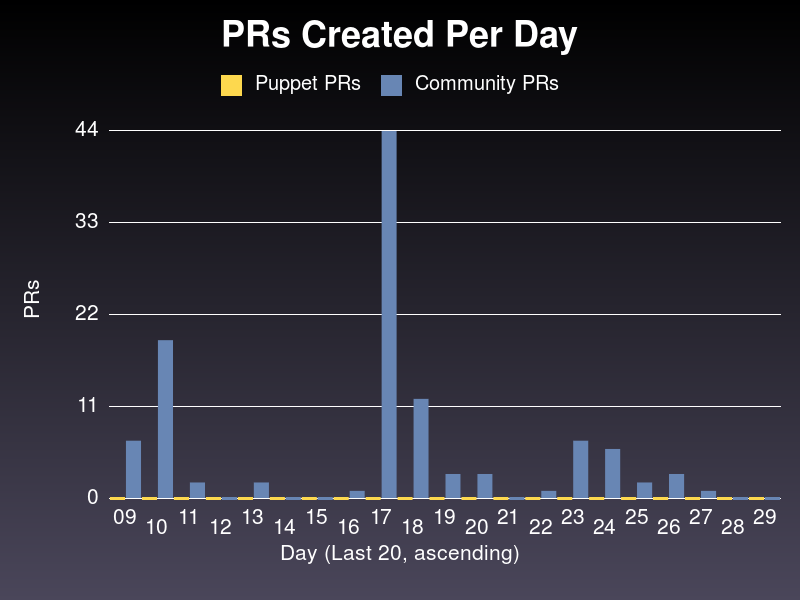 PRs Created Per Day
Puppet PRs Community PRs
44
33
22
11
0
PRs
09 10 11 12 13 14 15 16 17 18 19 20 21 22 23 24 25 26 27 28 29
Day (Last 20, ascending)